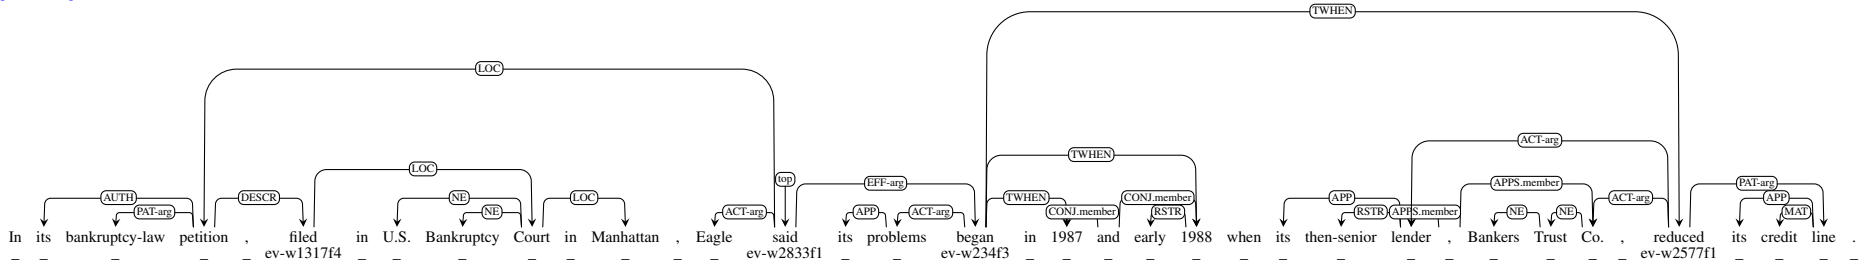 TWHEN
LOC
ACT-arg
TWHEN
LOC
top
EFF-arg
APPS.member
PAT-arg
AUTH DESCR NE LOC TWHEN CONJ.member APP ACT-arg APP
PAT-arg NE ACT-arg APP ACT-arg CONJ.member RSTR RSTR APPS.member NE NE MAT
In its bankruptcy-law petition , filed in U.S. Bankruptcy Court in Manhattan , Eagle said its problems began in 1987 and early 1988 when its then-senior lender , Bankers Trust Co. , reduced its credit line .
_ _ _ _ _ ev-w1317f4 _ _ _ _ _ _ _ _ ev-w2833f1 _ _ ev-w234f3 _ _ _ _ _ _ _ _ _ _ _ _ _ _ ev-w2577f1 _ _ _ _